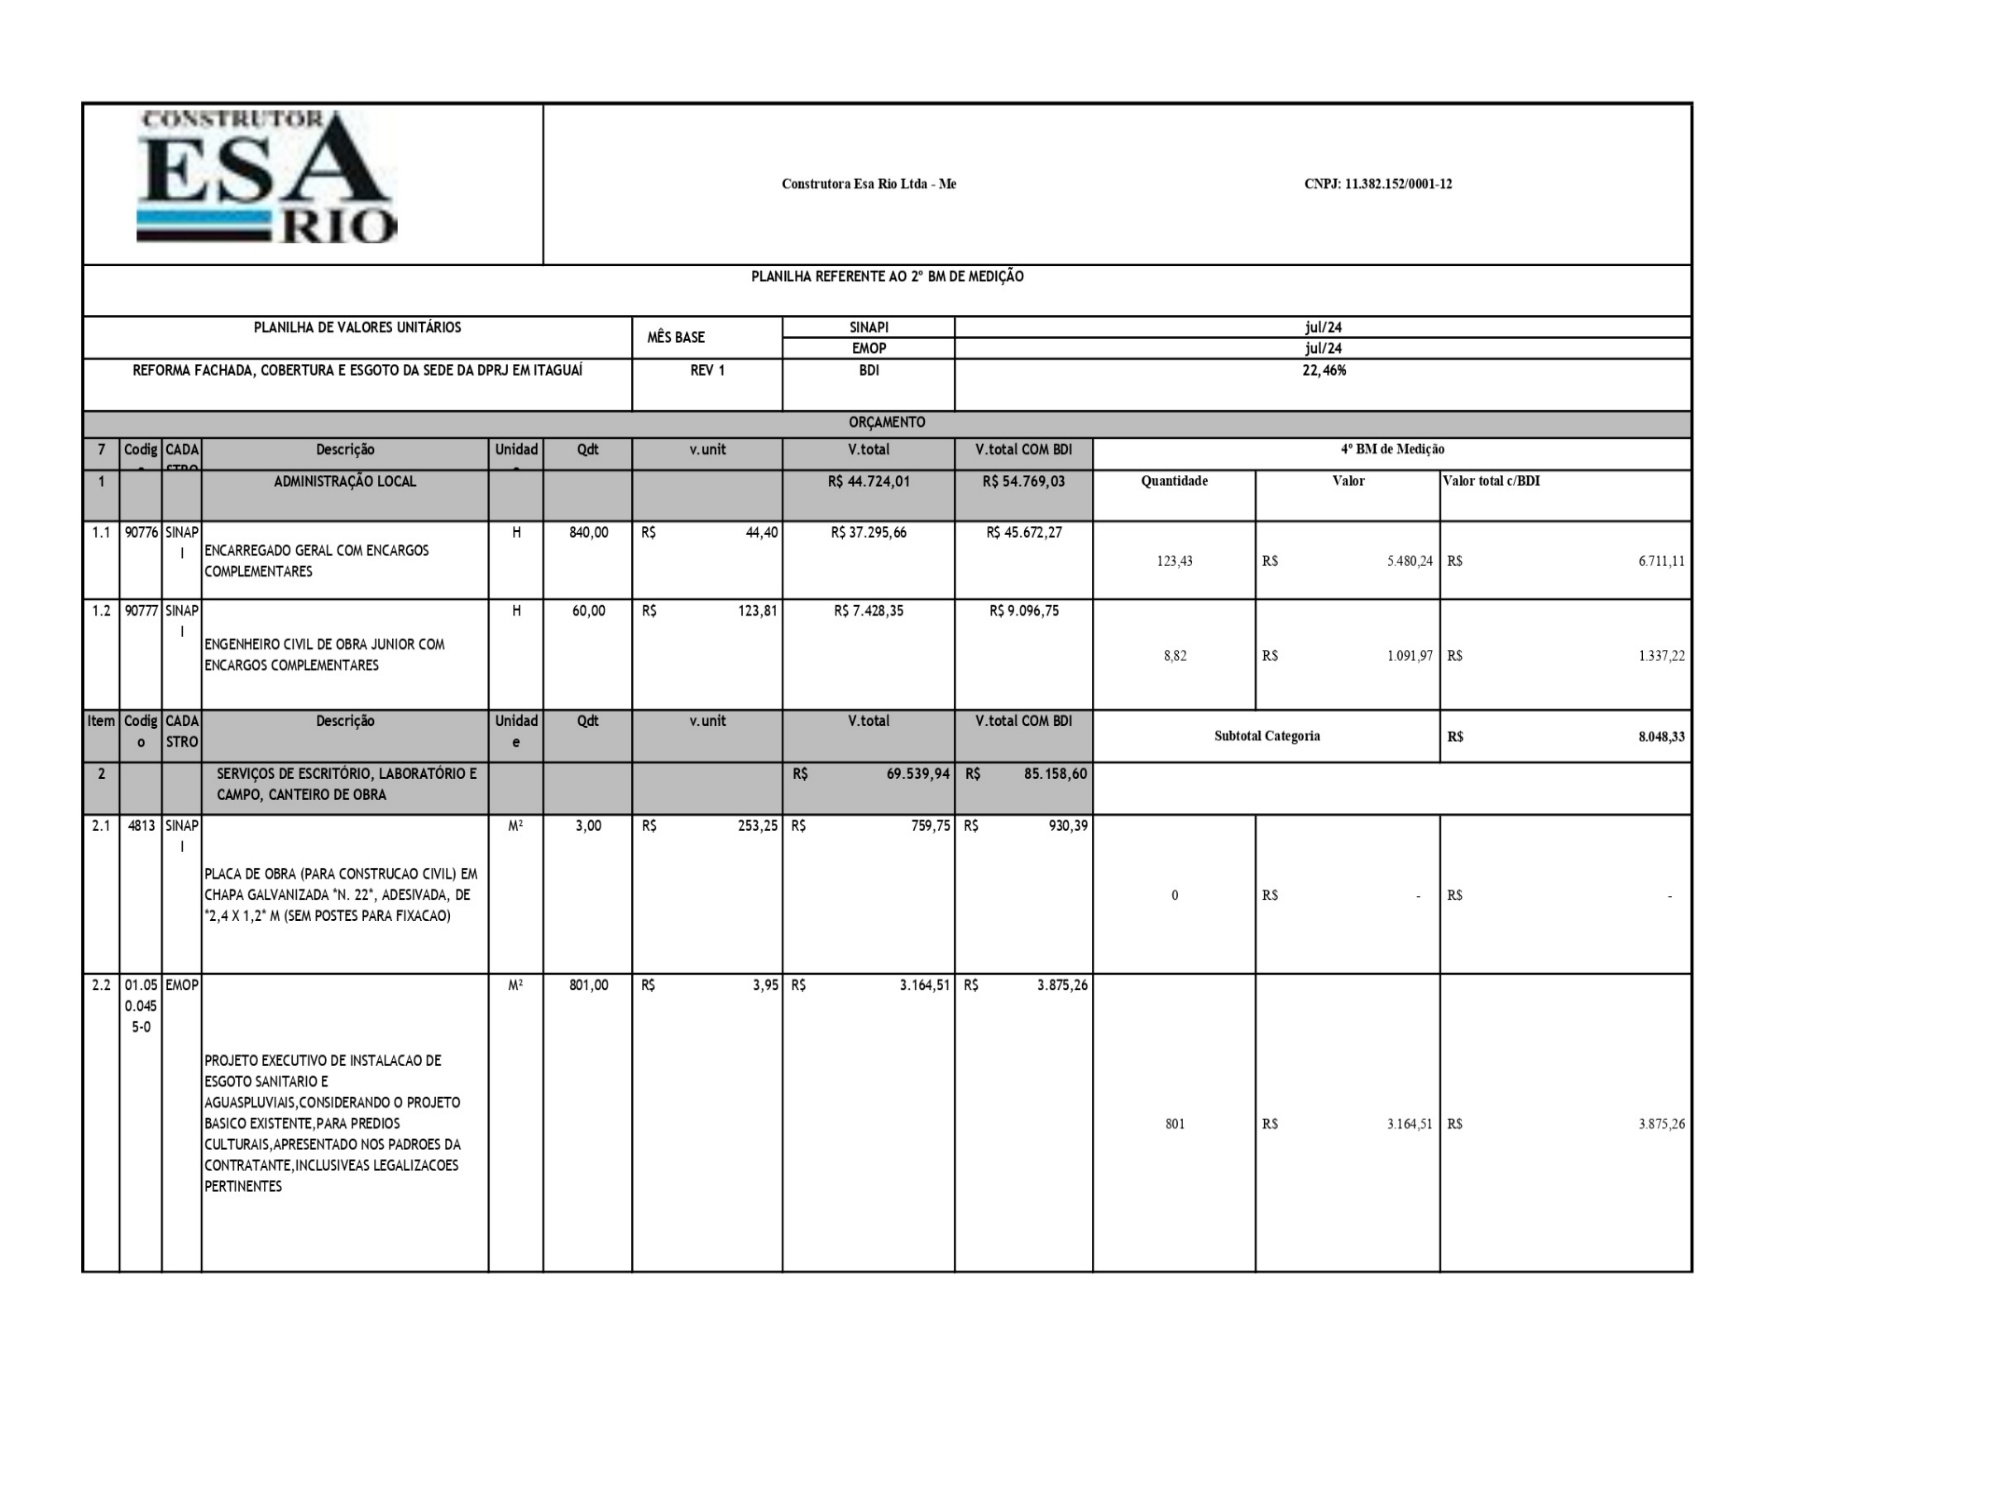 CONSTRUTOR
ESA
RIO
Construtora Esa Rio Ltda - Me
CNPJ: 11.382.152/0001-12
PLANILHA REFERENTE AO 2º BM DE MEDIÇÃO
PLANILHA DE VALORES UNITÁRIOS
MÊS BASE
SINAPI
jul/24
EMOP
jul/24
REFORMA FACHADA, COBERTURA E ESGOTO DA SEDE DA DPRJ EM ITAGUAÍ
REV 1
BDI
22,46%
ORÇAMENTO
7 Codig CADA Descrição Unidad Qdt v.unit V.total V.total COM BDI 4º BM de Medição
STRO
1 ADMINISTRAÇÃO LOCAL R$ 44.724,01 R$ 54.769,03 Quantidade Valor Valor total c/BDI
1.1 90776 SINAP H 840,00 R$ 44,40 R$ 37.295,66 R$ 45.672,27
I
ENCARREGADO GERAL COM ENCARGOS
COMPLEMENTARES
123,43 R$ 5.480,24 R$ 6.711,11
1.2 90777 SINAP H 60,00 R$ 123,81 R$ 7.428,35 R$ 9.096,75
I
ENGENHEIRO CIVIL DE OBRA JUNIOR COM
ENCARGOS COMPLEMENTARES
8,82 R$ 1.091,97 R$ 1.337,22
Item Codig CADA Descrição Unidad Qdt v.unit V.total V.total COM BDI
o STRO e
Subtotal Categoria R$ 8.048,33
2 SERVIÇOS DE ESCRITÓRIO, LABORATÓRIO E R$ 69.539,94 R$ 85.158,60
CAMPO, CANTEIRO DE OBRA
2.1 4813 SINAP M² 3,00 R$ 253,25 R$ 759,75 R$ 930,39
I
PLACA DE OBRA (PARA CONSTRUCAO CIVIL) EM
CHAPA GALVANIZADA *N. 22*, ADESIVADA, DE
*2,4 X 1,2* M (SEM POSTES PARA FIXACAO)
0 R$ - R$ -
2.2 01.05 EMOP M² 801,00 R$ 3,95 R$ 3.164,51 R$ 3.875,26
0.045
5-0
PROJETO EXECUTIVO DE INSTALACAO DE
ESGOTO SANITARIO E
AGUASPLUVIAIS,CONSIDERANDO O PROJETO
BASICO EXISTENTE,PARA PREDIOS
CULTURAIS,APRESENTADO NOS PADROES DA
CONTRATANTE,INCLUSIVEAS LEGALIZACOES
PERTINENTES
801 R$ 3.164,51 R$ 3.875,26